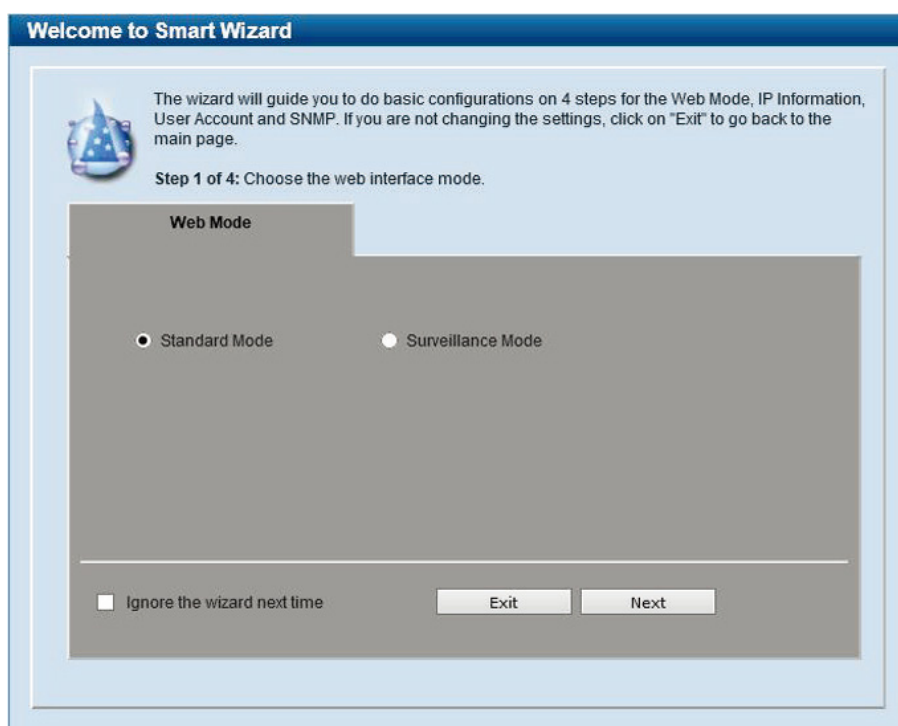 Welcome to Smart Wizard
The wizard will guide you to do basic configurations on 4 steps for the Web Mode, IP Information,
User Account and SNMP. If you are not changing the settings, click on "Exit" to go back to the
main page.
Step 1 of 4: Choose the web interface mode.
Web Mode
Standard Mode
Surveillance Mode
Ignore the wizard next time
Exit
Next